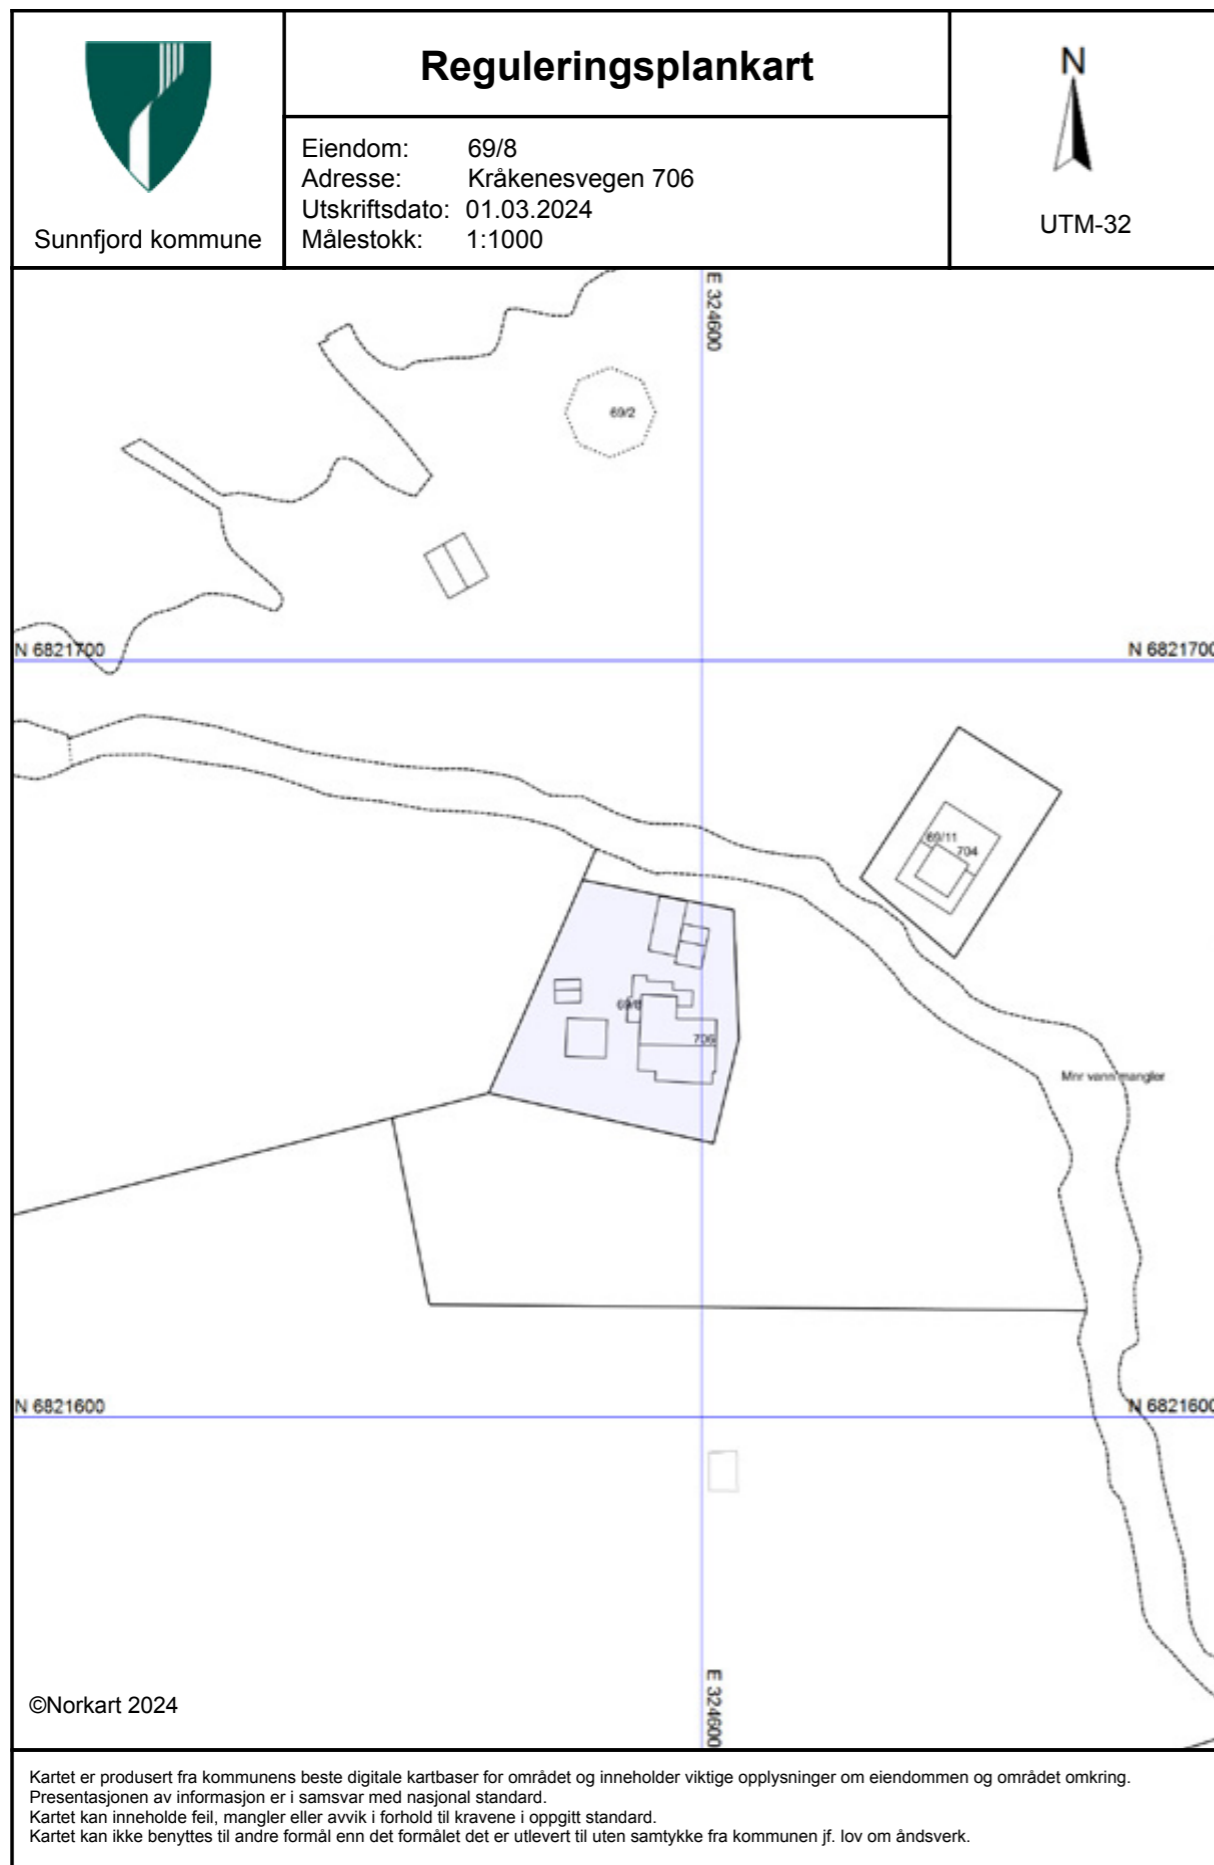 Sunnfjord kommune
Reguleringsplankart
Eiendom: 69/8
Adresse: Kråkenesvegen 706
Utskriftsdato: 01.03.2024
Målestokk: 1:1000
N
UTM-32
E 324600
69/2
N 6821700
N 6821700
69/11
704
69/8
706
Mnr vann mangler
N 6821600
N 6821600
E 324600
©Norkart 2024
Kartet er produsert fra kommunens beste digitale kartbaser for området og inneholder viktige opplysninger om eiendommen og området omkring.
Presentasjonen av informasjon er i samsvar med nasjonal standard.
Kartet kan inneholde feil, mangler eller avvik i forhold til kravene i oppgitt standard.
Kartet kan ikke benyttes til andre formål enn det formålet det er utlevert til uten samtykke fra kommunen jf. lov om åndsverk.